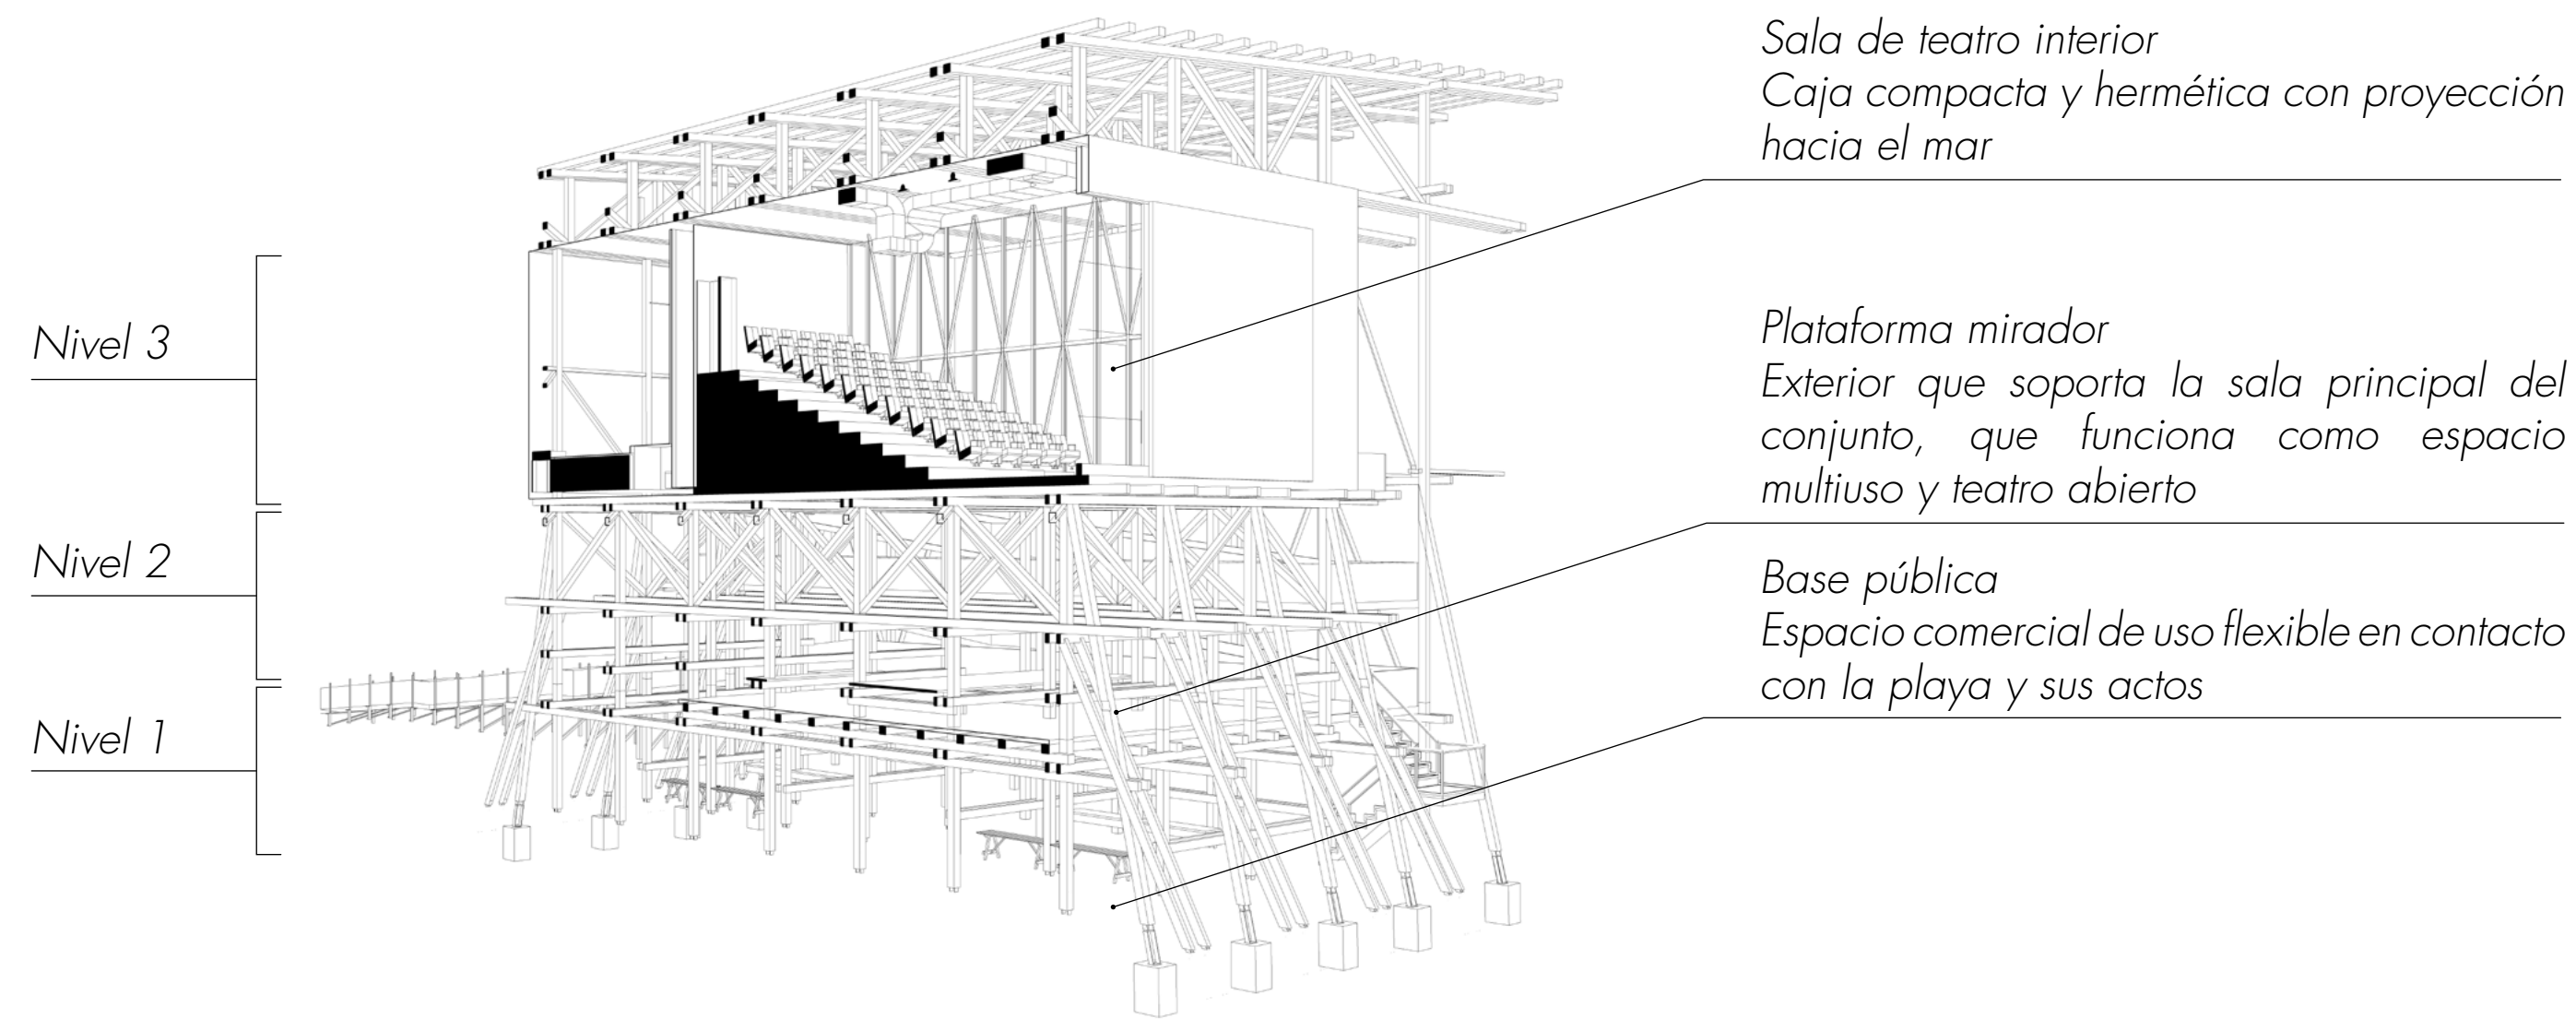 Sala de teatro interior
Caja compacta y hermética con proyección
hacia el mar
Nivel 3
Plataforma mirador
Exterior que soporta la sala principal del
conjunto, que funciona como espacio
multiuso y teatro abierto
Nivel 2
Base pública
Espacio comercial de uso flexible en contacto
con la playa y sus actos
Nivel 1